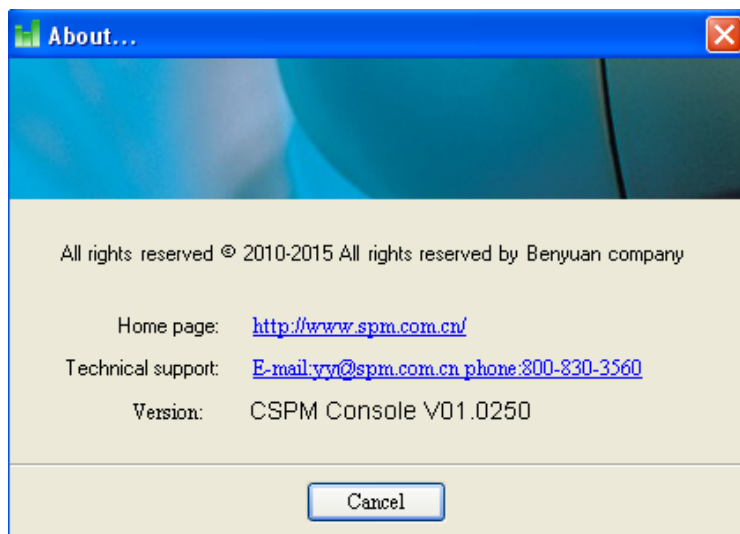 About...
All rights reserved © 2010-2015 All rights reserved by Benyuan company
Home page: http://www.spm.com.cn/
Technical support: E-mail:yy@spm.com.cn phone:800-830-3560
Version: CSPM Console V01.0250
Cancel